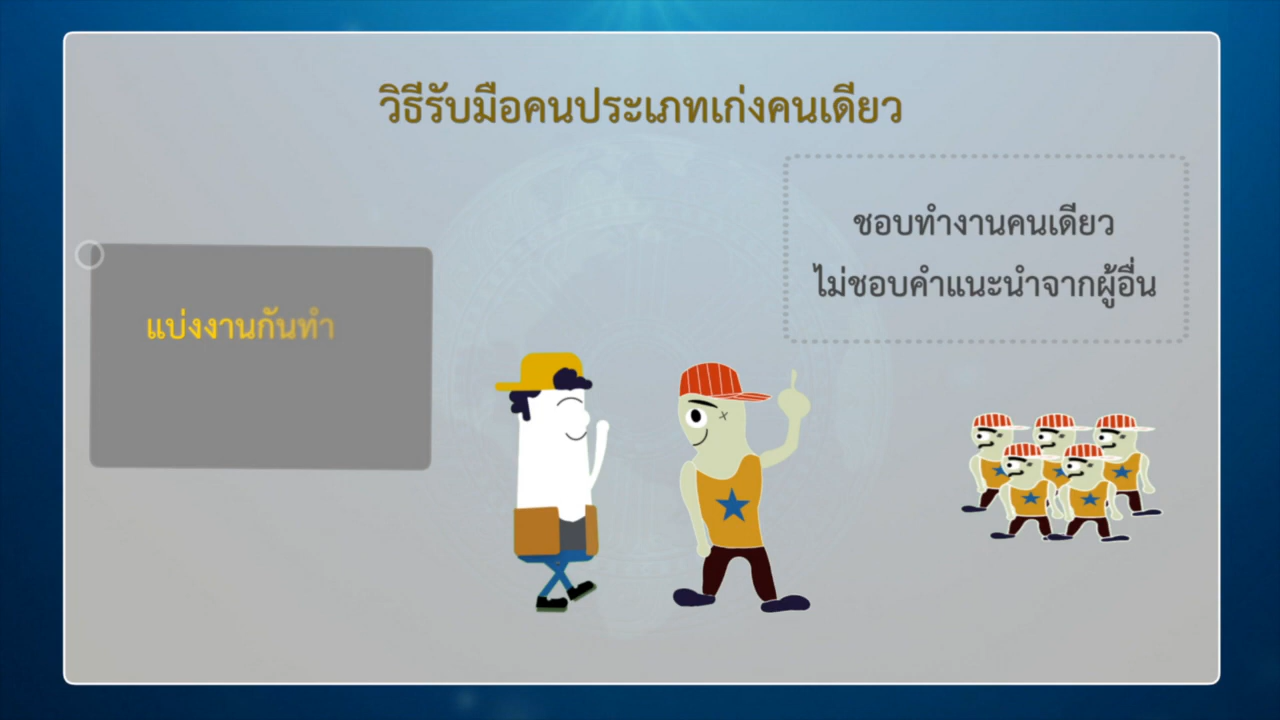 วิธีรับมือคนประเภทเก่งคนเดียว
ชอบทำงานคนเดียว
ไม่ชอบคำแนะนำจากผู้อื่น
แบ่งงานกันทำ